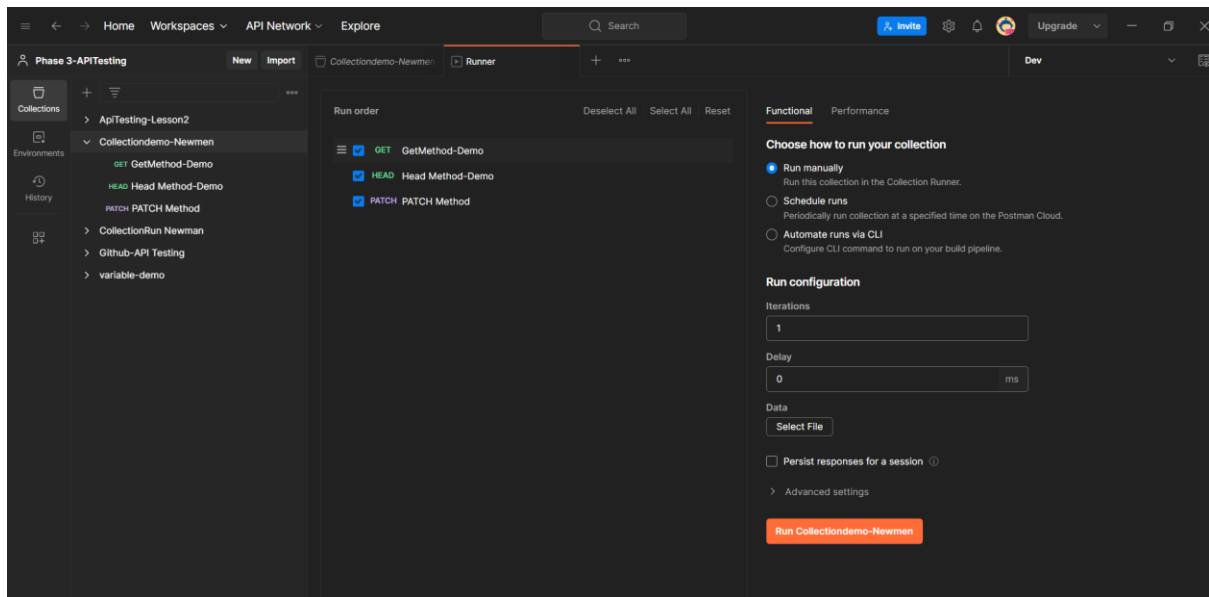 Home Workspaces API Network Explore Search Invite Upgrade
Phase 3-APITesting New Import Collectiondemo-Newmen Runner Dev
Collections
Environments
History
ApiTesting-Lesson2
Collectiondemo-Newmen
GET GetMethod-Demo
HEAD Head Method-Demo
PATCH PATCH Method
CollectionRun Newman
Github-API Testing
variable-demo
Run order Deselect All Select All Reset
GET GetMethod-Demo
HEAD Head Method-Demo
PATCH PATCH Method
Functional Performance
Choose how to run your collection
Run manually
Run this collection in the Collection Runner.
Schedule runs
Periodically run collection at a specified time on the Postman Cloud.
Automate runs via CLI
Configure CLI command to run on your build pipeline.
Run configuration
Iterations
1
Delay
0 ms
Data
Select File
Persist responses for a session
Advanced settings
Run Collectiondemo-Newmen